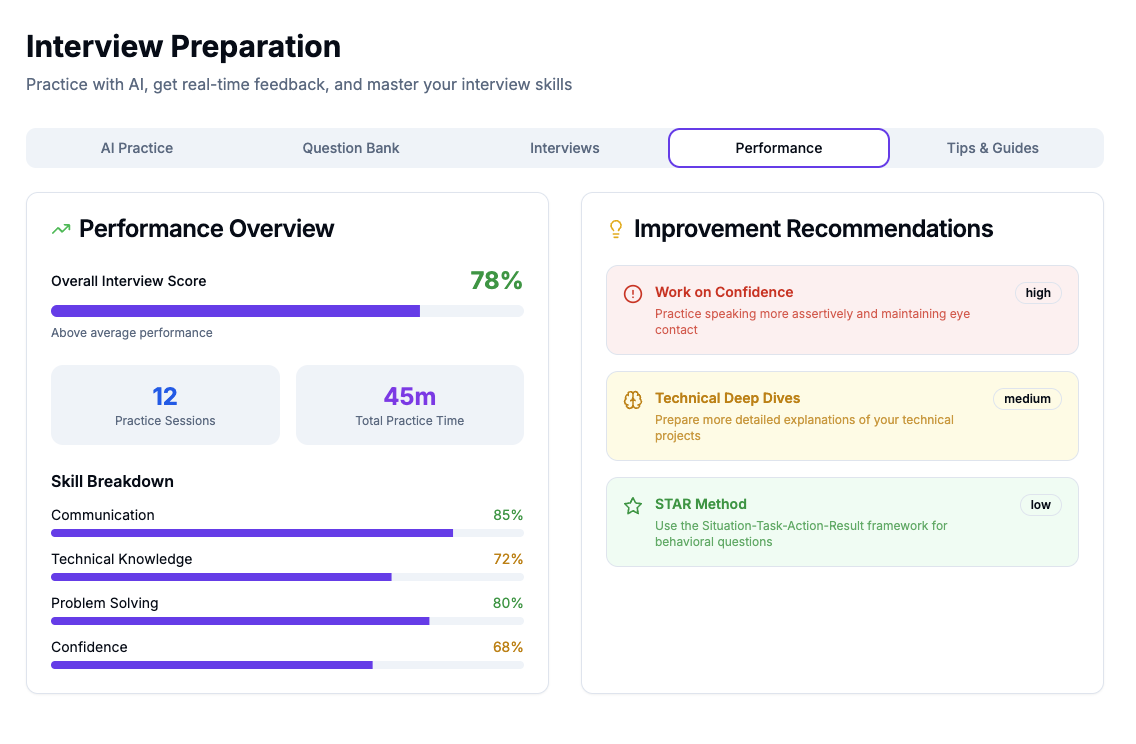 Interview Preparation
Practice with AI, get real-time feedback, and master your interview skills
AI Practice
Question Bank
Interviews
Performance
Tips & Guides
Performance Overview
Overall Interview Score
78%
Above average performance
12
Practice Sessions
45m
Total Practice Time
Skill Breakdown
Communication
85%
Technical Knowledge
72%
Problem Solving
80%
Confidence
68%
Improvement Recommendations
Work on Confidence
high
Practice speaking more assertively and maintaining eye
contact
Technical Deep Dives
medium
Prepare more detailed explanations of your technical
projects
STAR Method
low
Use the Situation-Task-Action-Result framework for
behavioral questions